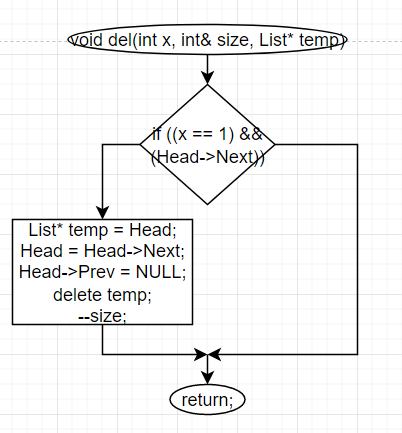 void del(int x, int& size, List* temp)
if ((x == 1) &&
(Head->Next))
List* temp = Head;
Head = Head->Next;
Head->Prev = NULL;
delete temp;
--size;
return;